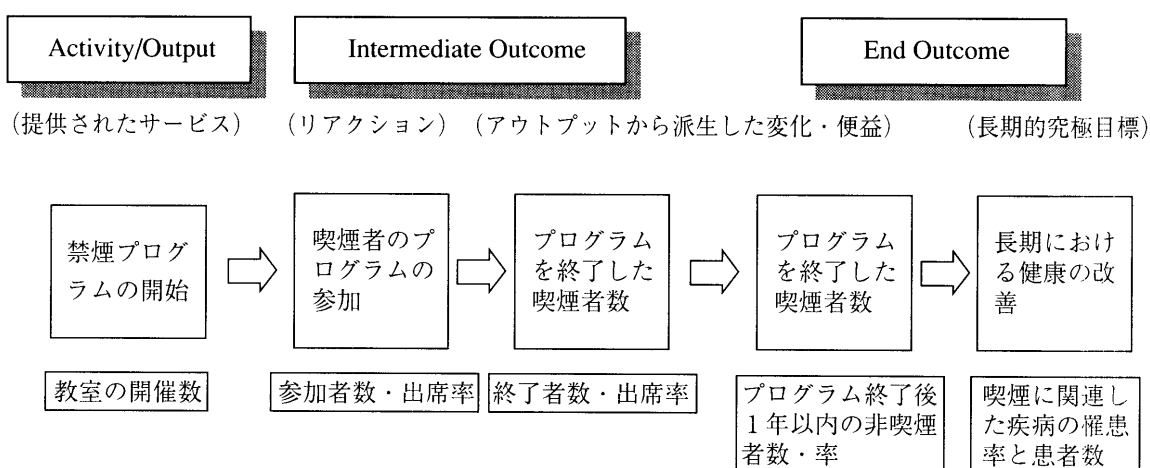 Activity/Output
Intermediate Outcome
End Outcome
(提供されたサービス)
(リアクション)
(アウトプットから派生した変化・便益)
(長期的究極目標)
禁煙プログ
ラムの開始
喫煙者のプ
ログラムの
参加
プログラム
を終了した
喫煙者数
プログラム
を終了した
喫煙者数
長期におけ
る健康の改
善
教室の開催数
参加者数・出席率
終了者数・出席率
プログラム終了後
1年以内の非喫煙
者数・率
喫煙に関連し
た疾病の罹患
率と患者数